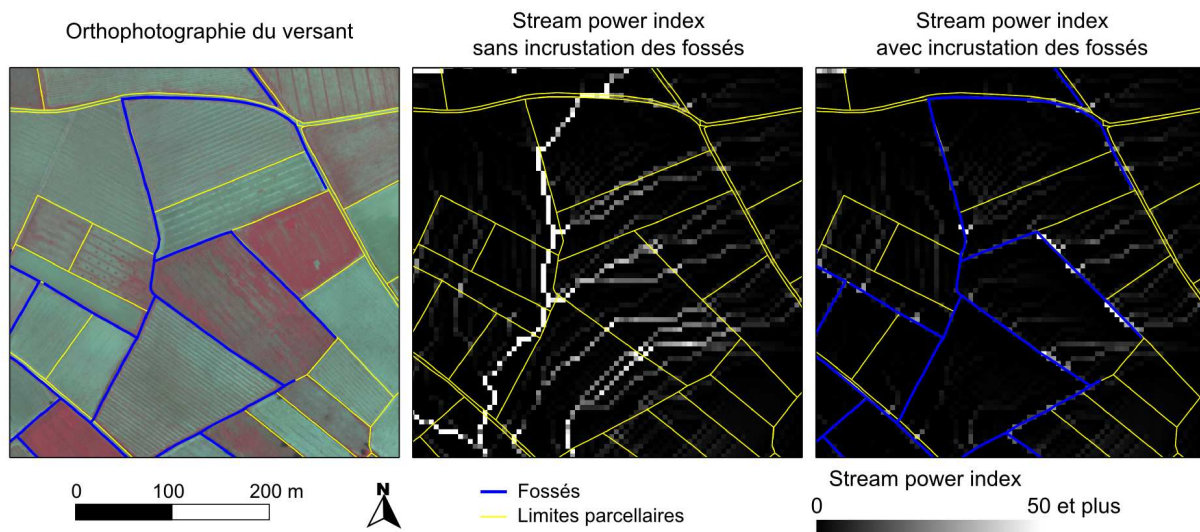 Orthophotographie du versant
Stream power index
sans incrustation des fossés
Stream power index
avec incrustation des fossés
0 100 200 m
N
Fossés
Limites parcellaires
Stream power index
0 50 et plus